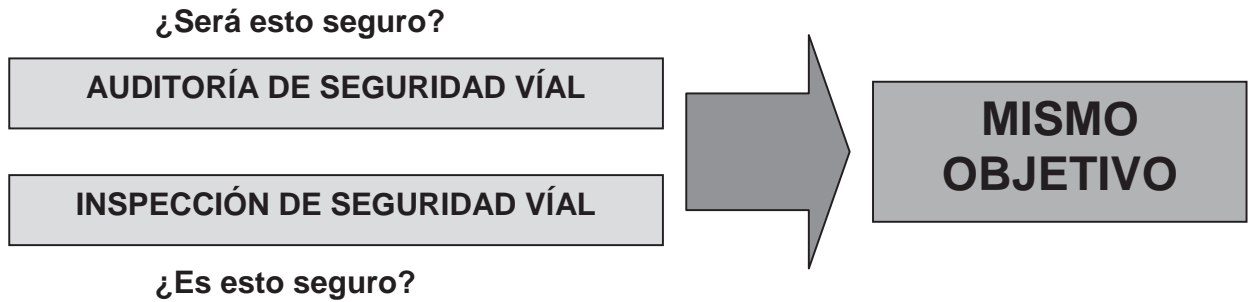 ¿Será esto seguro?
AUDITORÍA DE SEGURIDAD VÍAL
INSPECCIÓN DE SEGURIDAD VÍAL
¿Es esto seguro?
MISMO
OBJETIVO